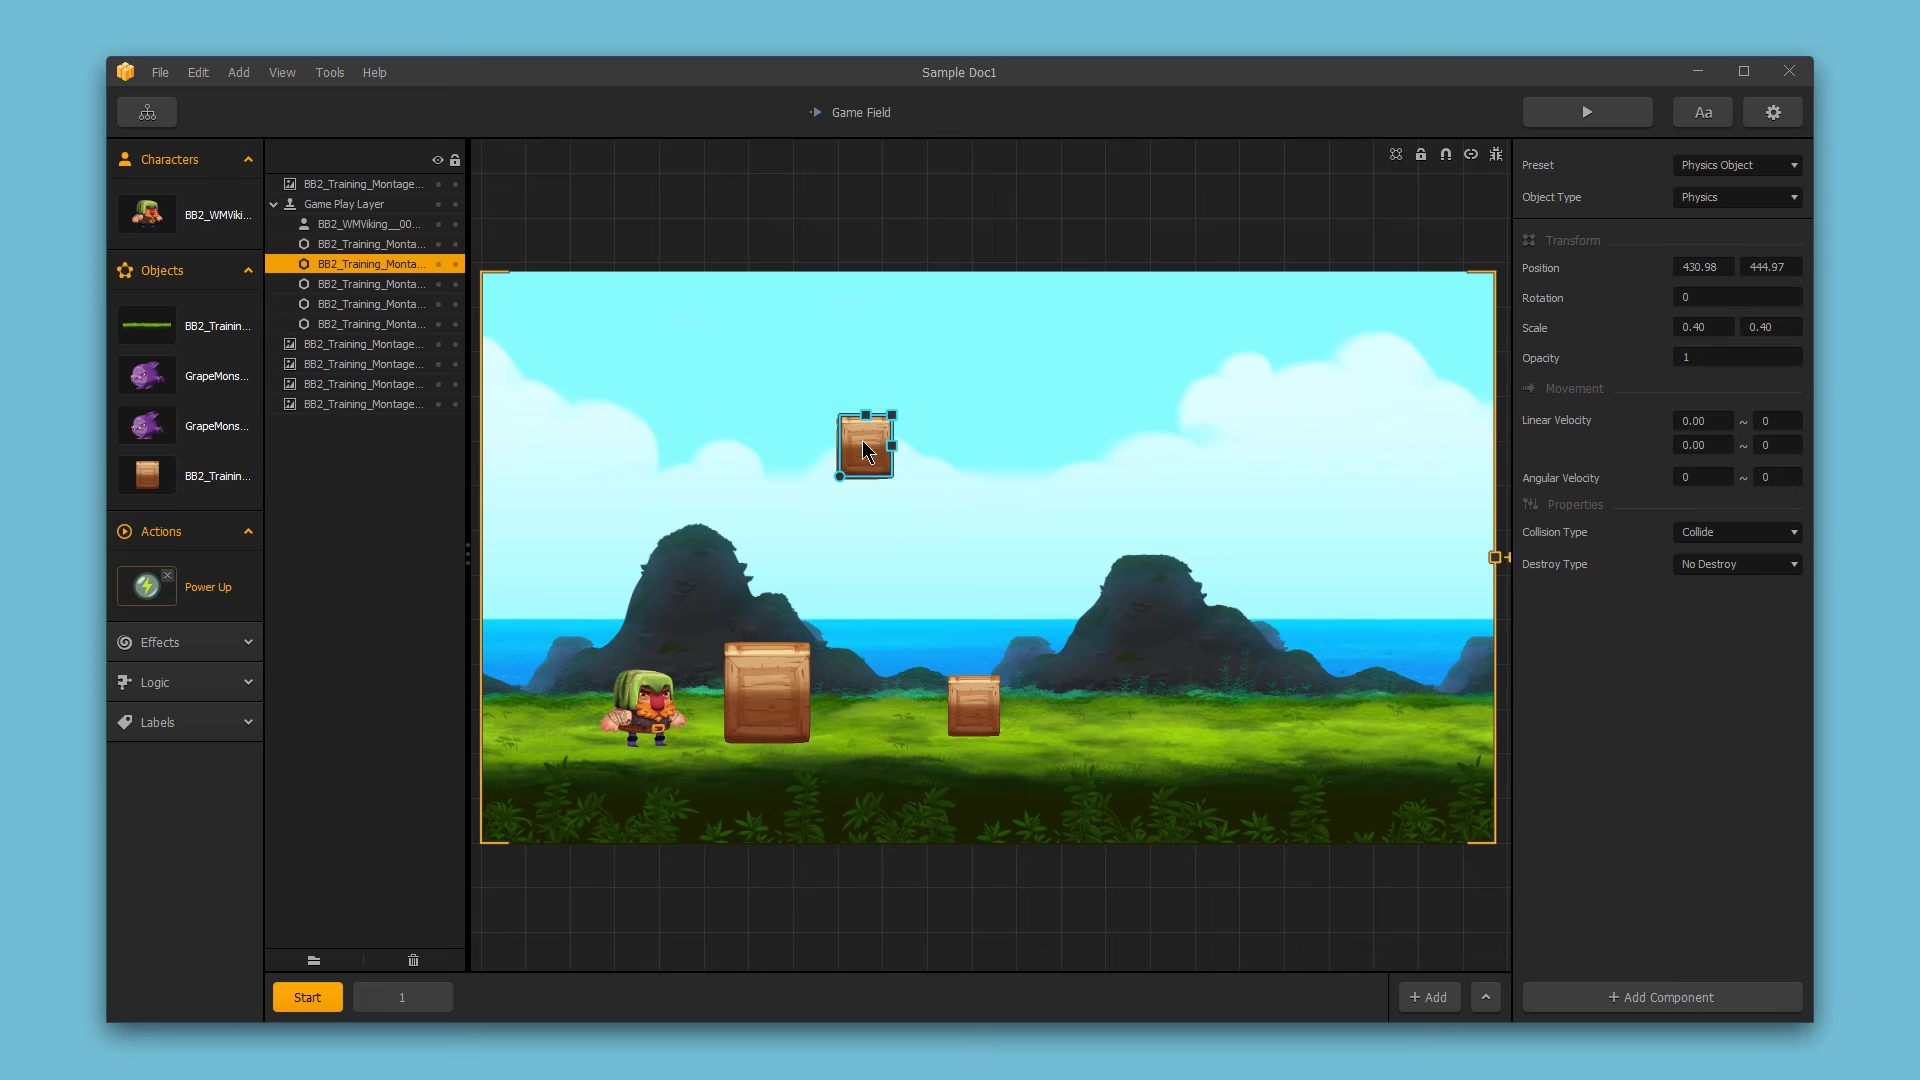 File Edit Add View Tools Help
Sample Doc1
Game Field
Aa
Characters
BB2_WMViki...
Objects
BB2_Trainin...
GrapeMons...
GrapeMons...
BB2_Trainin...
Actions
Power Up
Effects
Logic
Labels
BB2_Training_Montage...
Game Play Layer
BB2_WMViking__00...
BB2_Training_Monta...
BB2_Training_Monta...
BB2_Training_Monta...
BB2_Training_Monta...
BB2_Training_Monta...
BB2_Training_Montage...
BB2_Training_Montage...
BB2_Training_Montage...
BB2_Training_Montage...
Start
1
+ Add
Preset Physics Object
Object Type Physics
Transform
Position 430.98 444.97
Rotation 0
Scale 0.40 0.40
Opacity 1
Movement
Linear Velocity 0.00 ~ 0
0.00 ~ 0
Angular Velocity 0 ~ 0
Properties
Collision Type Collide
Destroy Type No Destroy
+ Add Component